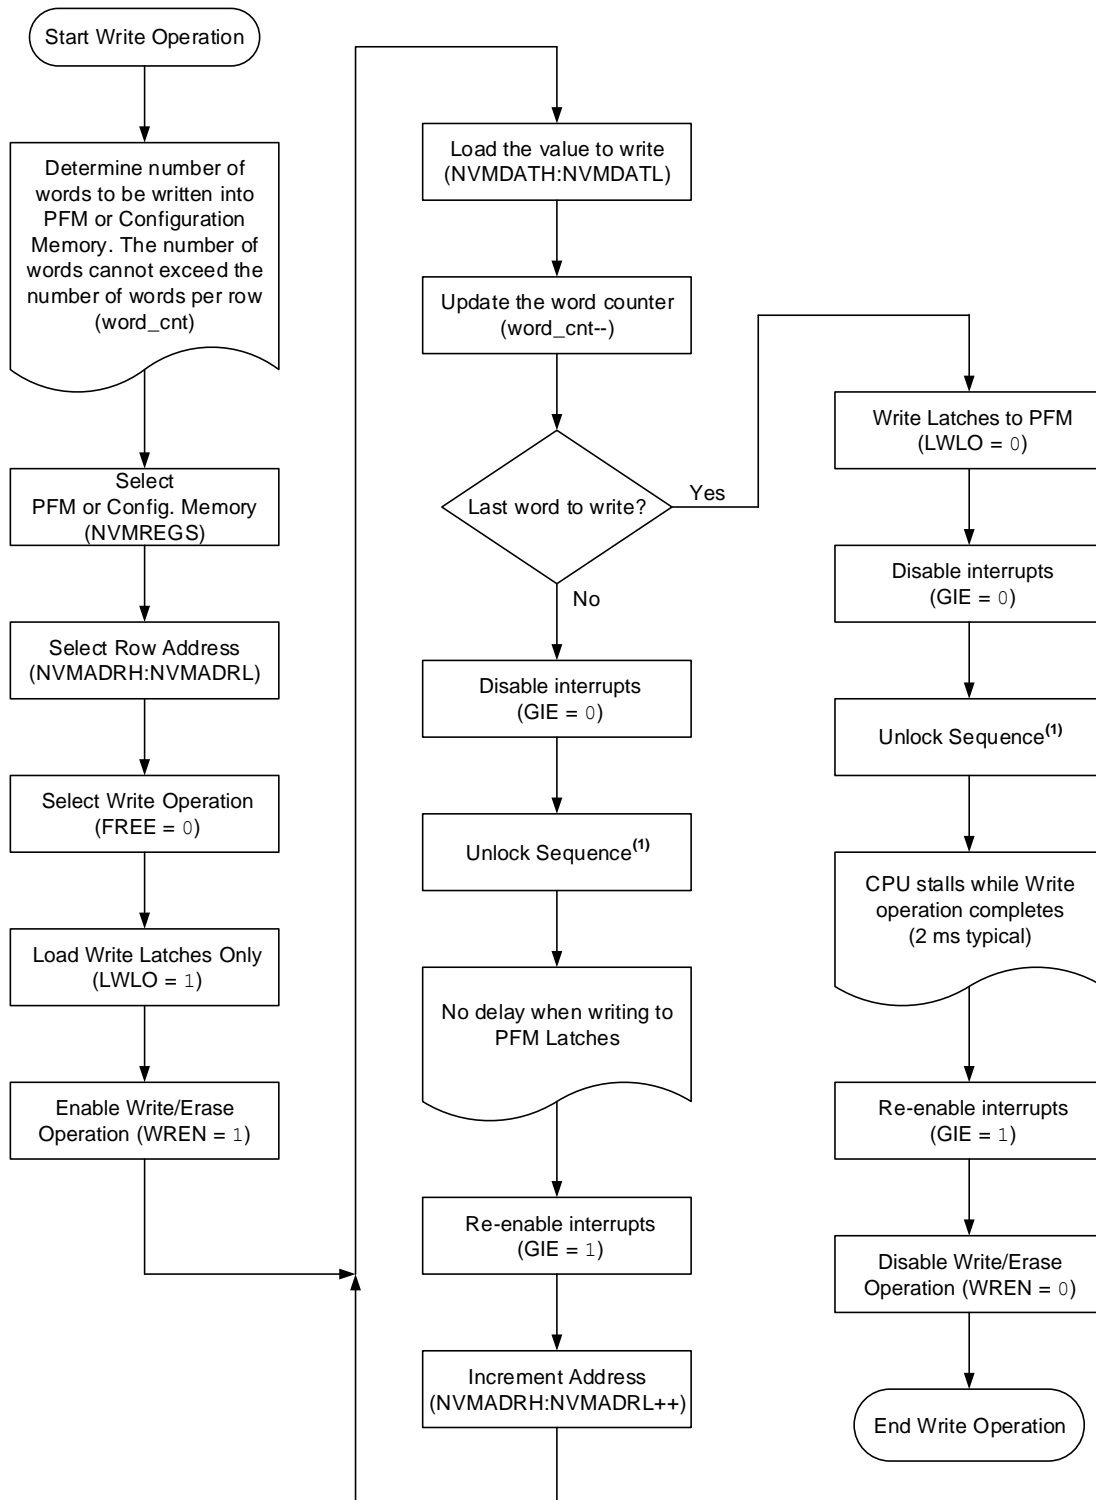 Start Write Operation
Determine number of
words to be written into
PFM or Configuration
Memory. The number of
words cannot exceed the
number of words per row
(word_cnt)
Select
PFM or Config. Memory
(NVMREGS)
Select Row Address
(NVMADRH:NVMADRL)
Select Write Operation
(FREE = 0)
Load Write Latches Only
(LWLO = 1)
Enable Write/Erase
Operation (WREN = 1)
Load the value to write
(NVMDATH:NVMDATL)
Update the word counter
(word_cnt--)
Last word to write?
Yes
No
Disable interrupts
(GIE = 0)
Unlock Sequence(1)
No delay when writing to
PFM Latches
Re-enable interrupts
(GIE = 1)
Increment Address
(NVMADRH:NVMADRL++)
Write Latches to PFM
(LWLO = 0)
Disable interrupts
(GIE = 0)
Unlock Sequence(1)
CPU stalls while Write
operation completes
(2 ms typical)
Re-enable interrupts
(GIE = 1)
Disable Write/Erase
Operation (WREN = 0)
End Write Operation